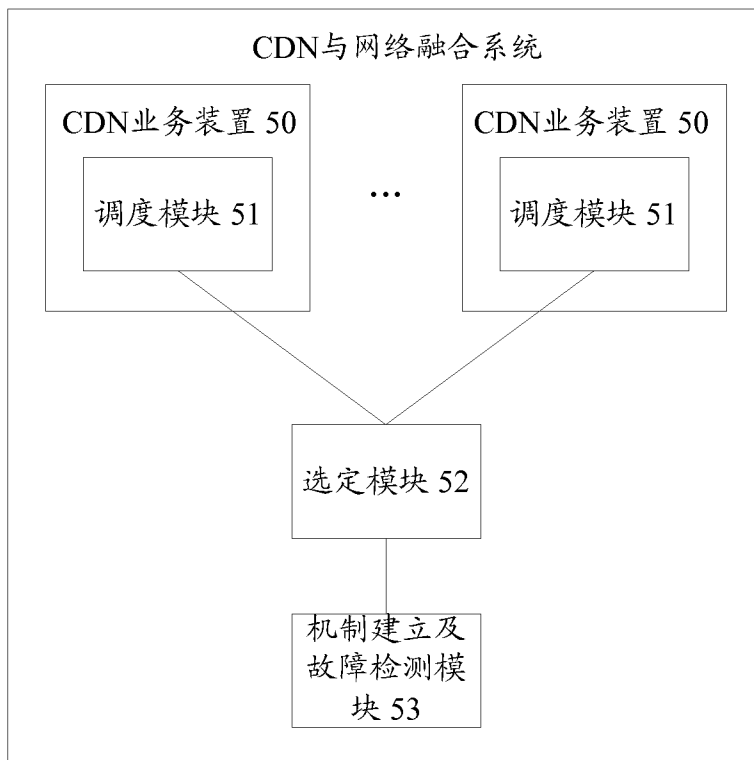 CDN与网络融合系统
CDN业务装置 50
CDN业务装置 50
调度模块 51
...
调度模块 51
选定模块 52
机制建立及
故障检测模
块 53